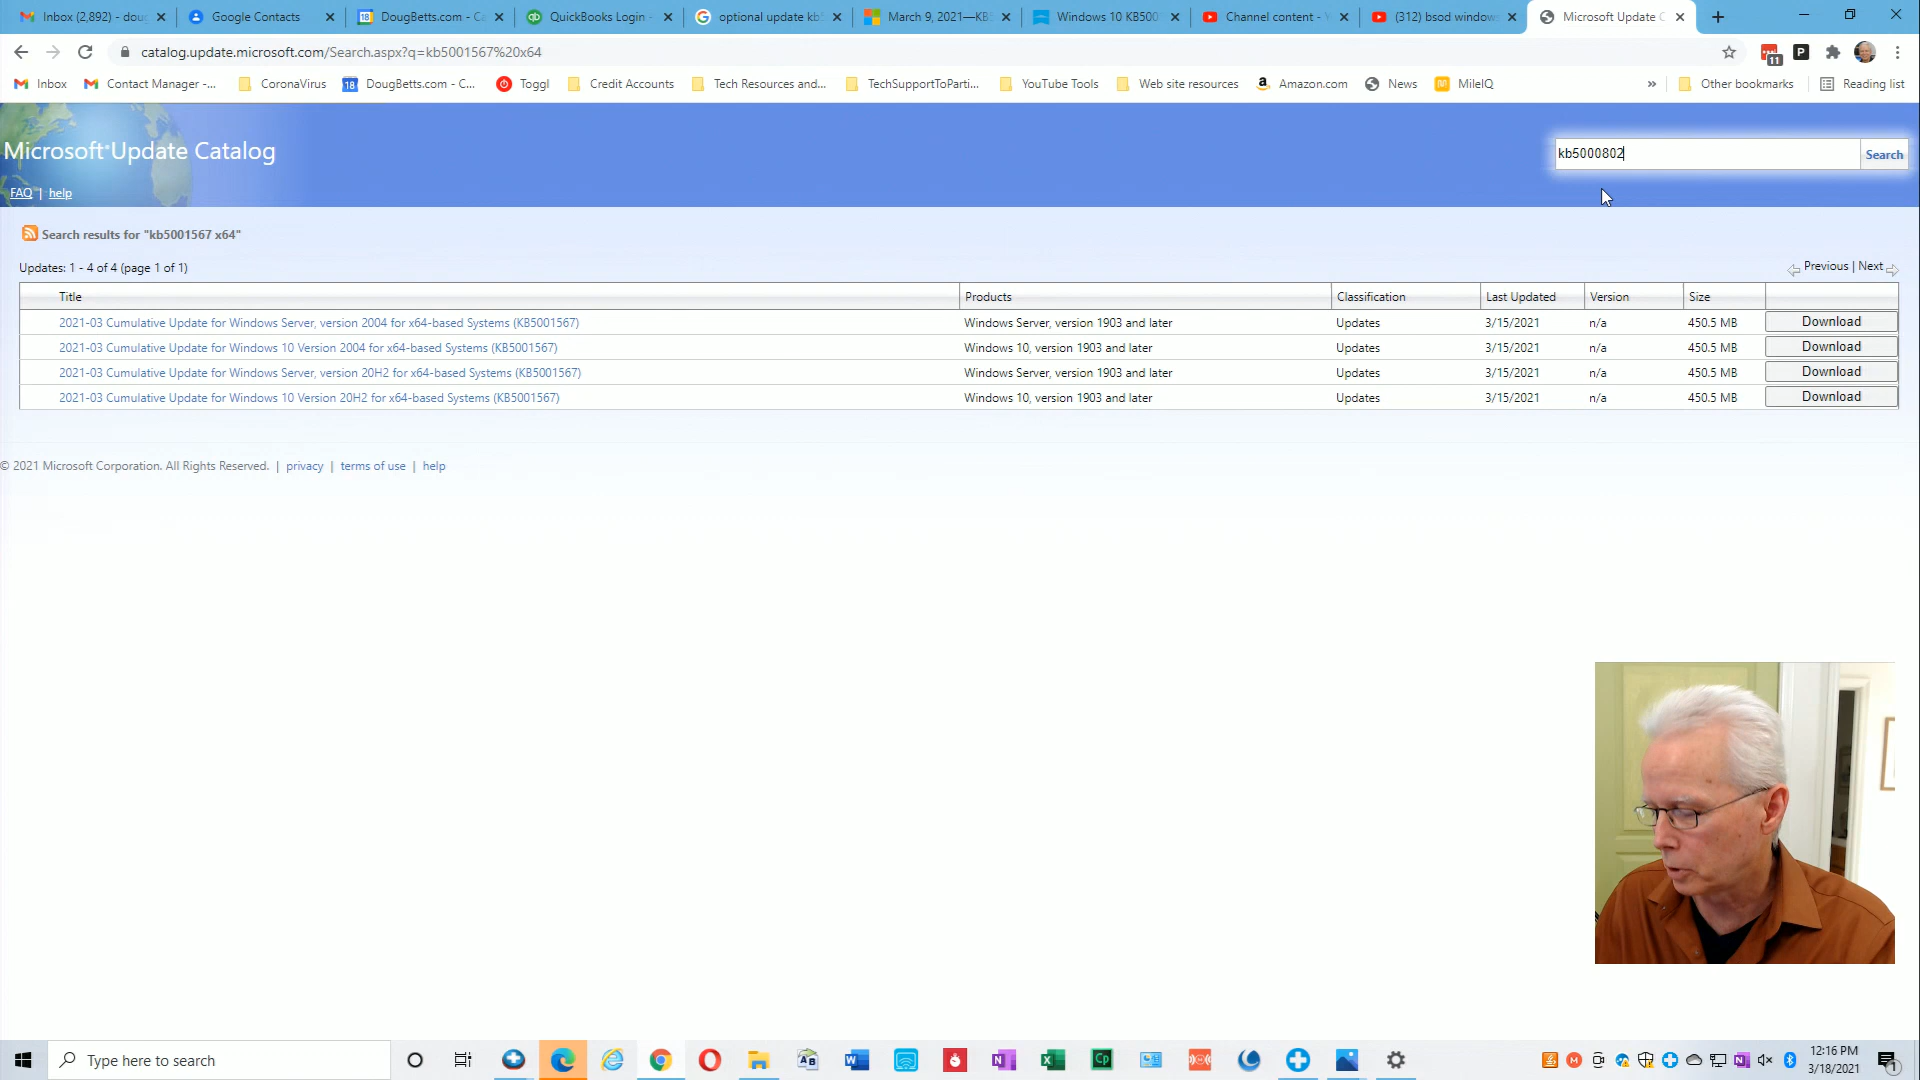 Inbox (2,892) - dou
Google Contacts
DougBetts.com - Ca
QuickBooks Login -
optional update kb5
March 9, 2021—KB5
Windows 10 KB500
Channel content - Y
(312) bsod windows
Microsoft Update C
catalog.update.microsoft.com/Search.aspx?q=kb5001567%20x64
11
Inbox
Contact Manager -...
CoronaVirus
18 DougBetts.com - C...
Toggl
Credit Accounts
Tech Resources and...
TechSupportToParti...
YouTube Tools
Web site resources
Amazon.com
News
MileIQ
»
Other bookmarks
Reading list
Microsoft Update Catalog
kb5000802
Search
FAQ | help
Search results for "kb5001567 x64"
Updates: 1 - 4 of 4 (page 1 of 1)
Previous | Next
Title Products Classification Last Updated Version Size
2021-03 Cumulative Update for Windows Server, version 2004 for x64-based Systems (KB5001567) Windows Server, version 1903 and later Updates 3/15/2021 n/a 450.5 MB Download
2021-03 Cumulative Update for Windows 10 Version 2004 for x64-based Systems (KB5001567) Windows 10, version 1903 and later Updates 3/15/2021 n/a 450.5 MB Download
2021-03 Cumulative Update for Windows Server, version 20H2 for x64-based Systems (KB5001567) Windows Server, version 1903 and later Updates 3/15/2021 n/a 450.5 MB Download
2021-03 Cumulative Update for Windows 10 Version 20H2 for x64-based Systems (KB5001567) Windows 10, version 1903 and later Updates 3/15/2021 n/a 450.5 MB Download
© 2021 Microsoft Corporation. All Rights Reserved. | privacy | terms of use | help
Type here to search
12:16 PM
3/18/2021